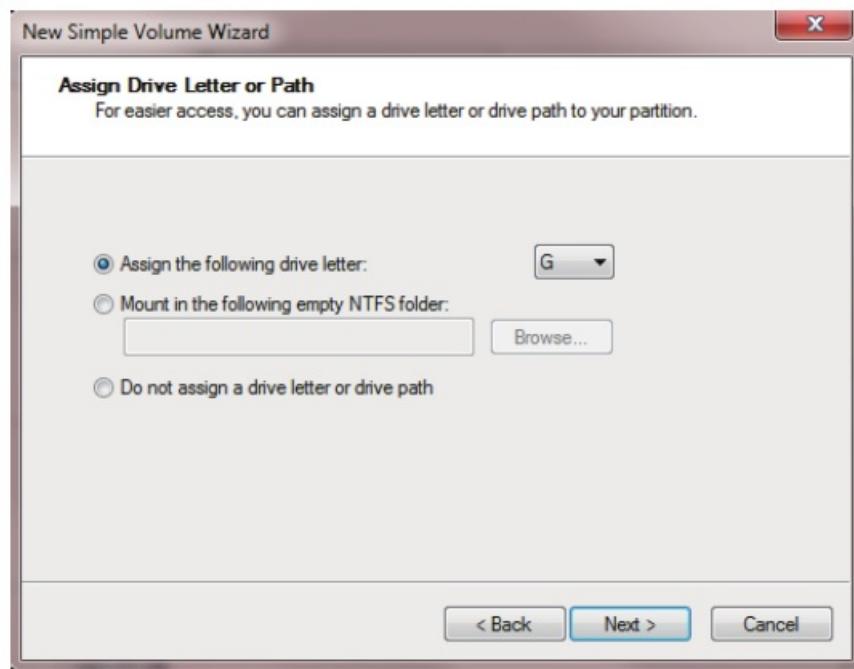 New Simple Volume Wizard
Assign Drive Letter or Path
For easier access, you can assign a drive letter or drive path to your partition.
Assign the following drive letter: G
Mount in the following empty NTFS folder:
Browse...
Do not assign a drive letter or drive path
< Back Next > Cancel